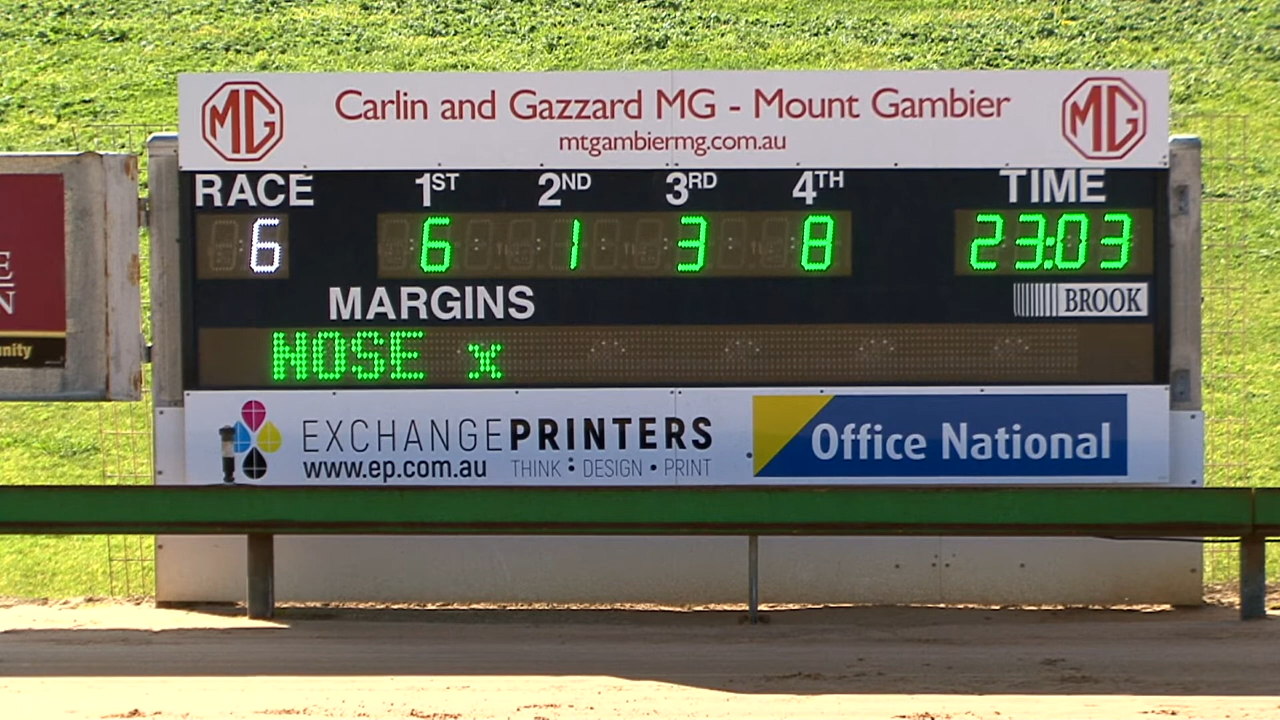 MG Carlin and Gazzard MG - Mount Gambier MG
mtgambiermg.com.au
RACE 1ST 2ND 3RD 4TH TIME
6 6 1 3 8 23:03
MARGINS BROOK
NOSE x
EXCHANGEPRINTERS
www.ep.com.au THINK : DESIGN • PRINT
Office National
E
N
nity